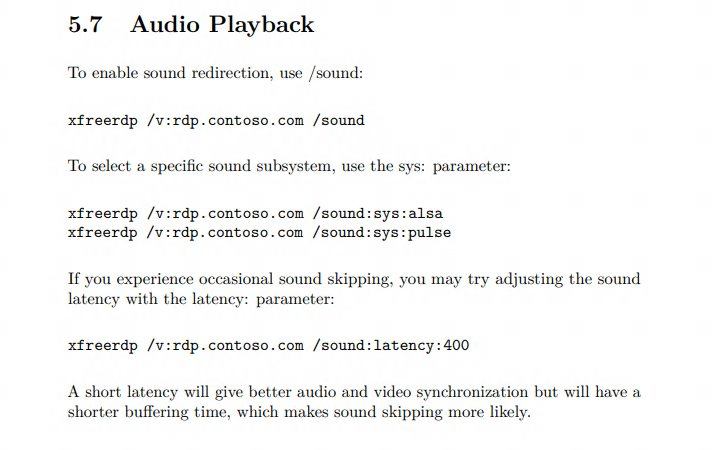 5.7 Audio Playback
To enable sound redirection, use /sound:
xfreerdp /v:rdp.contoso.com /sound
To select a specific sound subsystem, use the sys: parameter:
xfreerdp /v:rdp.contoso.com /sound:sys:alsa
xfreerdp /v:rdp.contoso.com /sound:sys:pulse
If you experience occasional sound skipping, you may try adjusting the sound
latency with the latency: parameter:
xfreerdp /v:rdp.contoso.com /sound:latency:400
A short latency will give better audio and video synchronization but will have a
shorter buffering time, which makes sound skipping more likely.